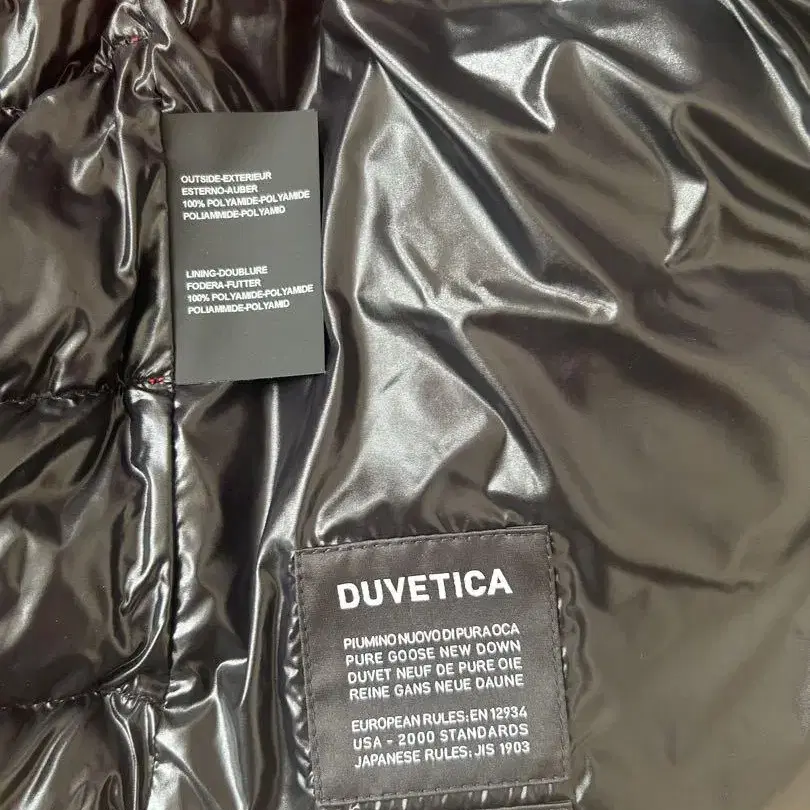 OUTSIDE-EXTERIEUR
ESTERNO-AUBER
100% POLYAMIDE-POLYAMIDE
POLIAMMIDE-POLYAMID
LINING-DOUBLURE
FODERA-FUTTER
100% POLYAMIDE-POLYAMIDE
POLIAMMIDE-POLYAMID
DUVETICA
PIUMINO NUOVO DI PURA OCA
PURE GOOSE NEW DOWN
DUVET NEUF DE PURE OIE
REINE GANS NEUE DAUNE
EUROPEAN RULES: EN 12934
USA - 2000 STANDARDS
JAPANESE RULES: JIS 1903